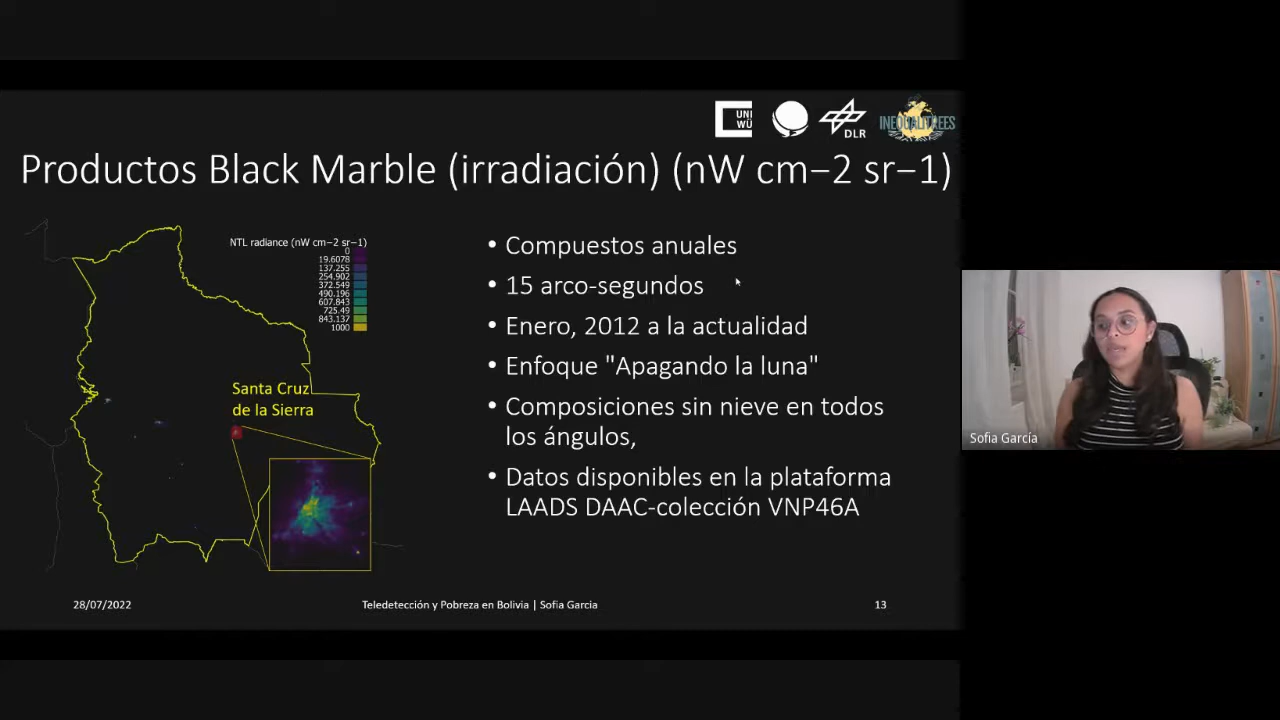 UNI
WÜ
DLR
INEQUALITREES
Productos Black Marble (irradiación) (nW cm−2 sr−1)
NTL radiance (nW cm−2 sr−1)
0
19.6078
137.255
254.902
372.549
490.196
607.843
725.49
843.137
1000
Santa Cruz
de la Sierra
• Compuestos anuales
• 15 arco-segundos
• Enero, 2012 a la actualidad
• Enfoque "Apagando la luna"
• Composiciones sin nieve en todos
los ángulos,
• Datos disponibles en la plataforma
LAADS DAAC-colección VNP46A
28/07/2022
Teledetección y Pobreza en Bolivia | Sofia Garcia
13
Sofia García